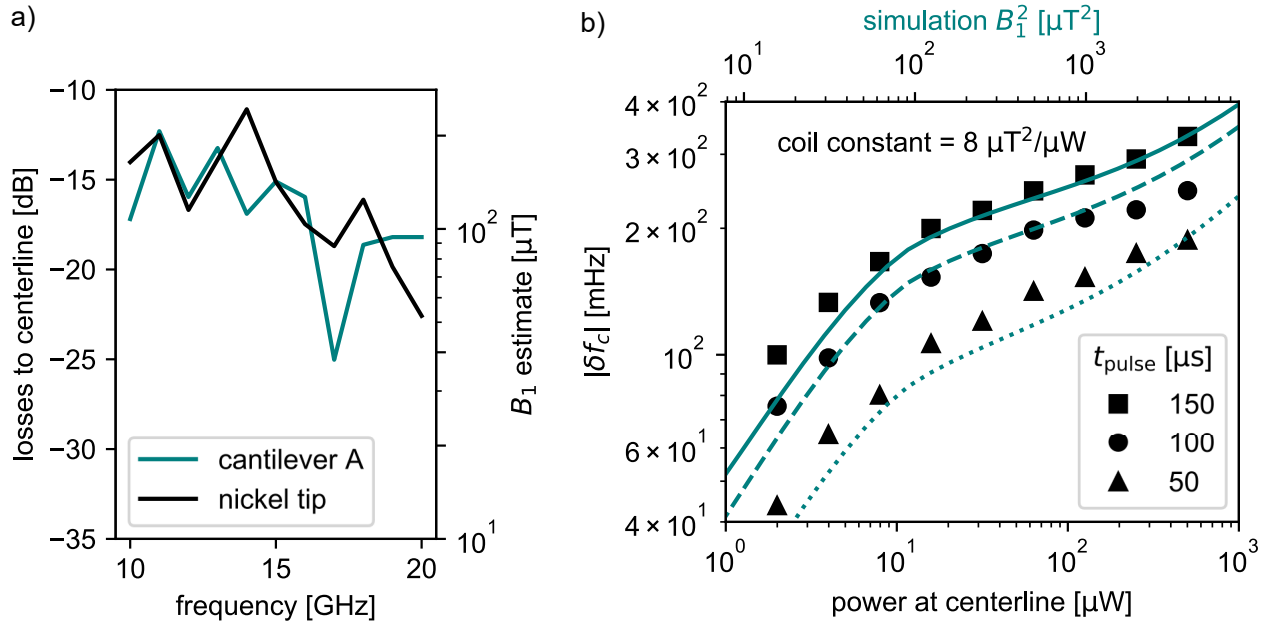 a)
−10
−15
−20
−25
−30
−35
losses to centerline [dB]
10² 
10¹
B₁ estimate [µT]
cantilever A
nickel tip
10 15 20
frequency [GHz]
b)
simulation B₁² [µT²]
10¹ 10² 10³
4 × 10²
3 × 10²
2 × 10²
10²
6 × 10¹
4 × 10¹
|δf_c| [mHz]
coil constant = 8 µT²/µW
t_pulse [µs]
150
100
50
10⁰ 10¹ 10² 10³
power at centerline [µW]